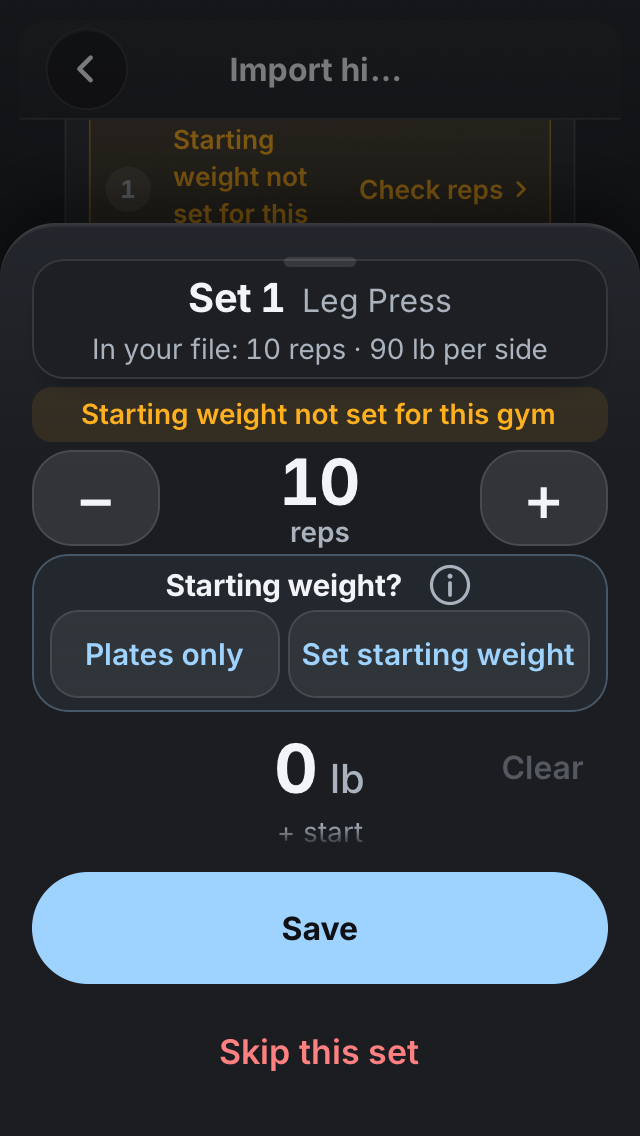 Import hi…
Starting
weight not
set for this
1
Check reps
Set 1 Leg Press
In your file: 10 reps · 90 lb per side
Starting weight not set for this gym
−
10
+
reps
Starting weight?
Plates only
Set starting weight
0 lb
Clear
+ start
Save
Skip this set